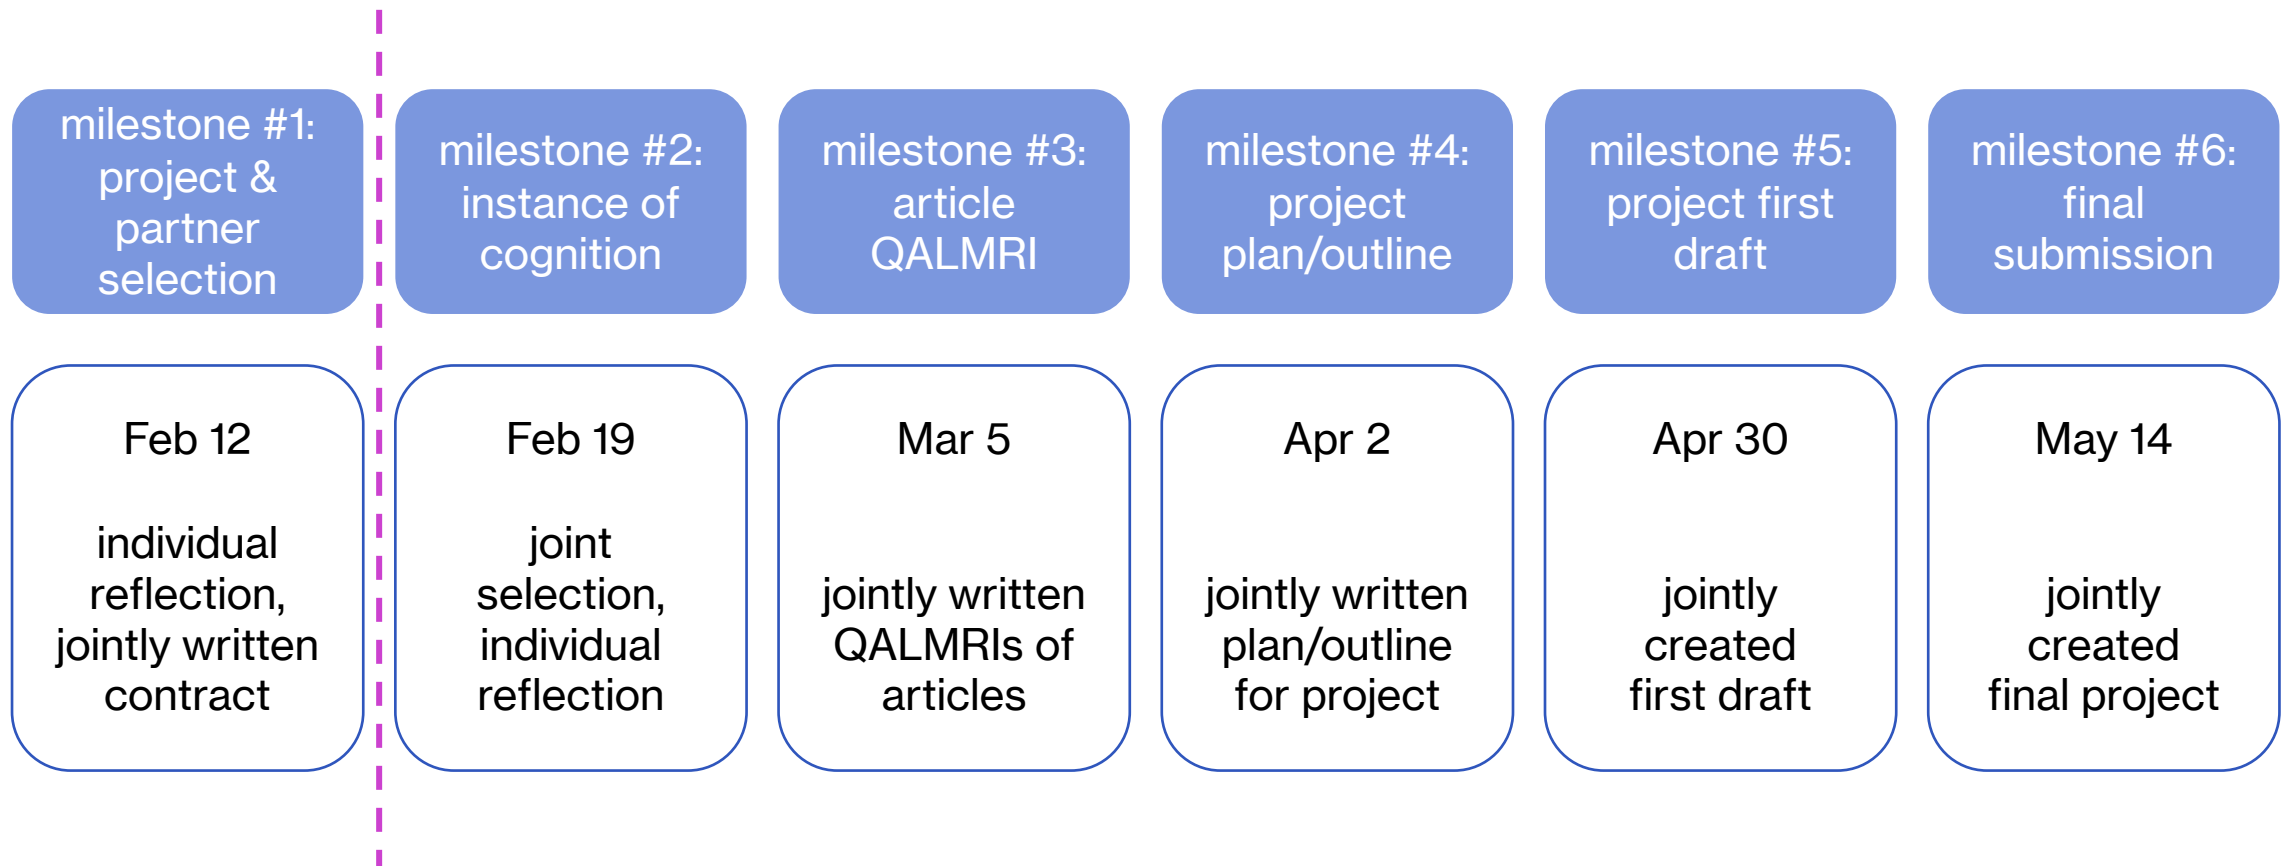 milestone #1:
project &
partner
selection
milestone #2:
instance of
cognition
milestone #3:
article
QALMRI
milestone #4:
project
plan/outline
milestone #5:
project first
draft
milestone #6:
final
submission
Feb 12
individual
reflection,
jointly written
contract
Feb 19
joint
selection,
individual
reflection
Mar 5
jointly written
QALMRIs of
articles
Apr 2
jointly written
plan/outline
for project
Apr 30
jointly
created
first draft
May 14
jointly
created
final project